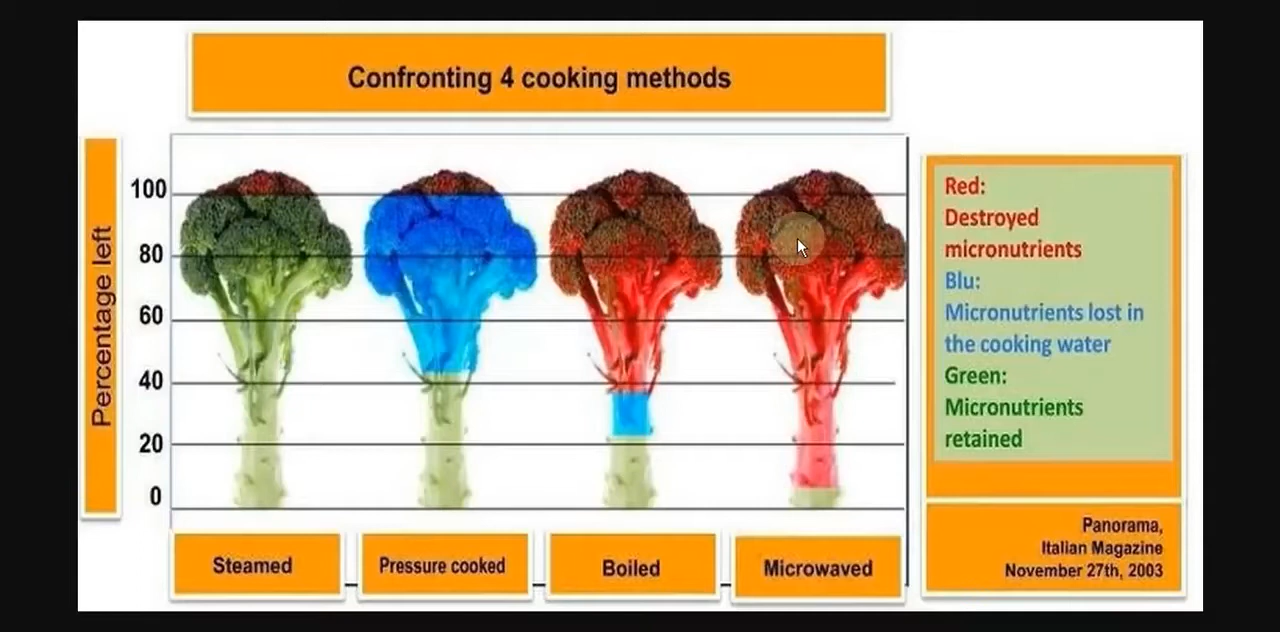 Confronting 4 cooking methods
Percentage left
100
80
60
40
20
0
Steamed
Pressure cooked
Boiled
Microwaved
Red:
Destroyed
micronutrients
Blu:
Micronutrients lost in
the cooking water
Green:
Micronutrients
retained
Panorama,
Italian Magazine
November 27th, 2003